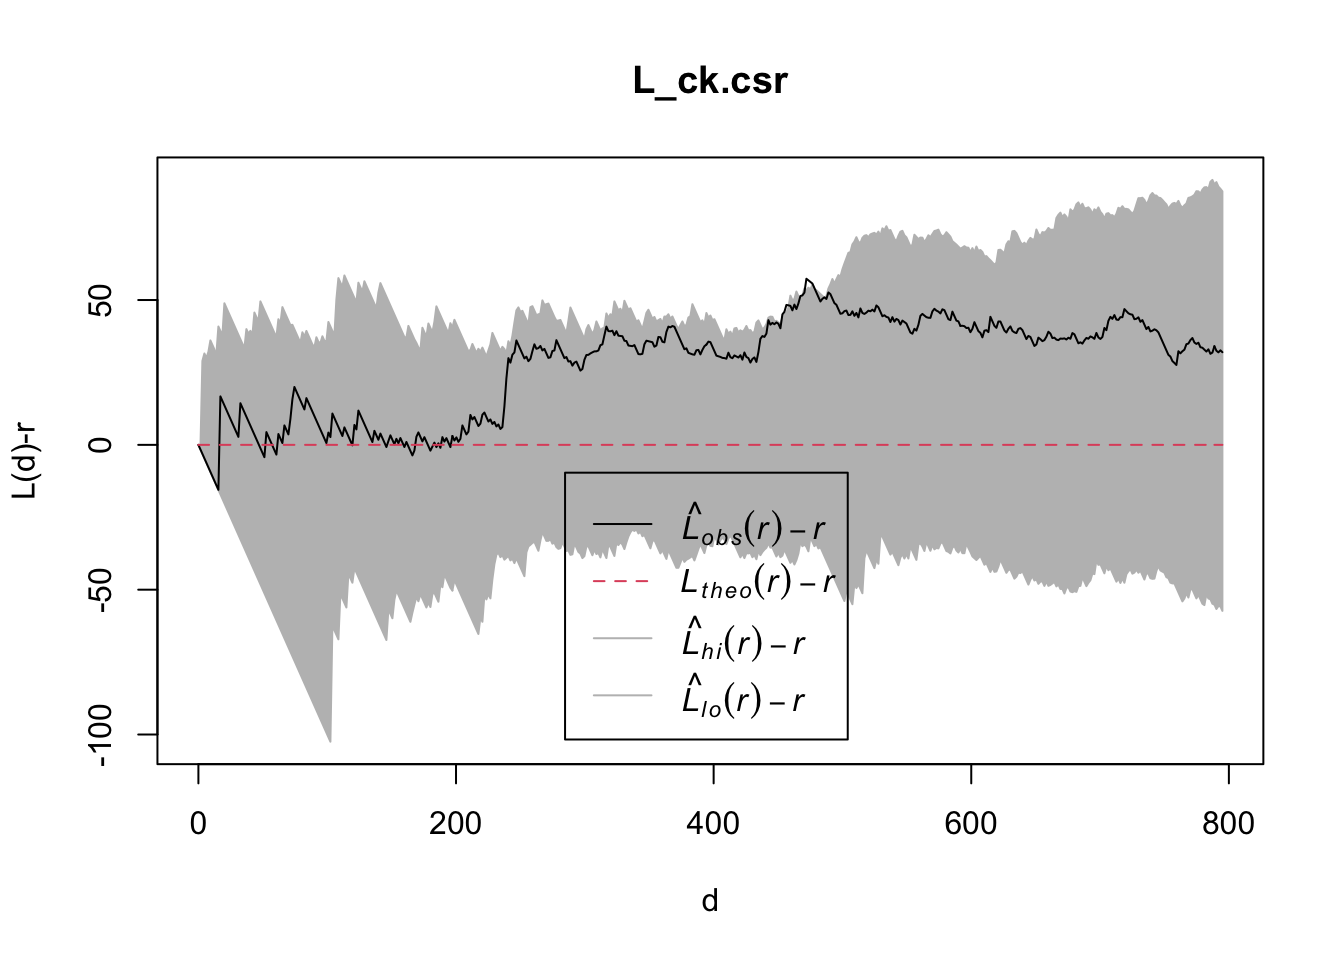 L_ck.csr
L(d)-r
50
0
-50
-100
L̂obs(r) − r
Ltheo(r) − r
L̂hi(r) − r
L̂lo(r) − r
0 200 400 600 800
d